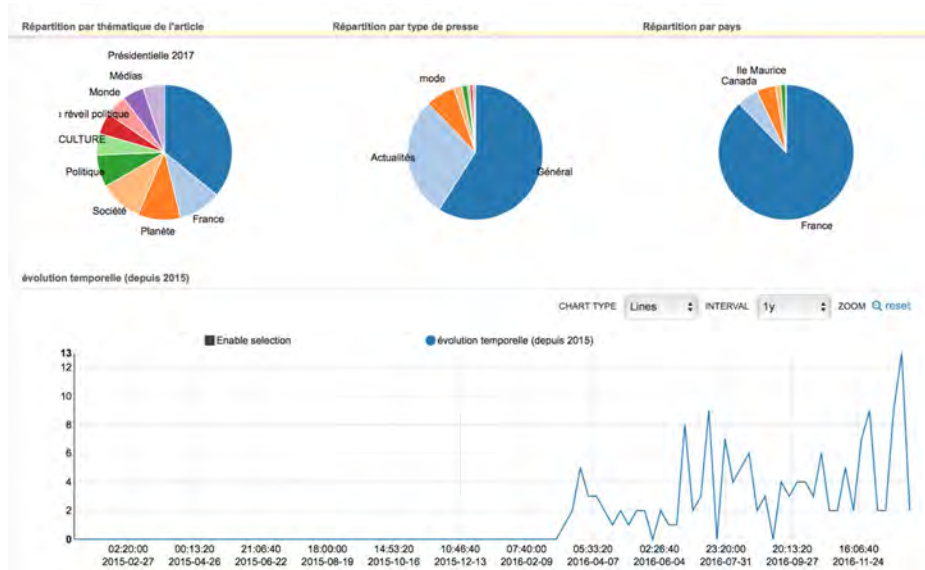 Répartition par thématique de l'article
Répartition par type de presse
Répartition par pays
Présidentielle 2017
Médias
Monde
réveil politique
CULTURE
Politique
Société
Planète
France
mode
Actualités
Général
Ile Maurice
Canada
France
évolution temporelle (depuis 2015)
CHART TYPE Lines INTERVAL 1y ZOOM reset
Enable selection
évolution temporelle (depuis 2015)
13
12
10
8
6
4
2
0
02:20:00 00:13:20 21:06:40 18:00:00 14:53:20 10:46:40 07:40:00 05:33:20 02:26:40 23:20:00 20:13:20 16:06:40
2015-02-27 2015-04-26 2015-06-22 2015-08-19 2015-10-16 2015-12-13 2016-02-09 2016-04-07 2016-06-04 2016-07-31 2016-09-27 2016-11-24